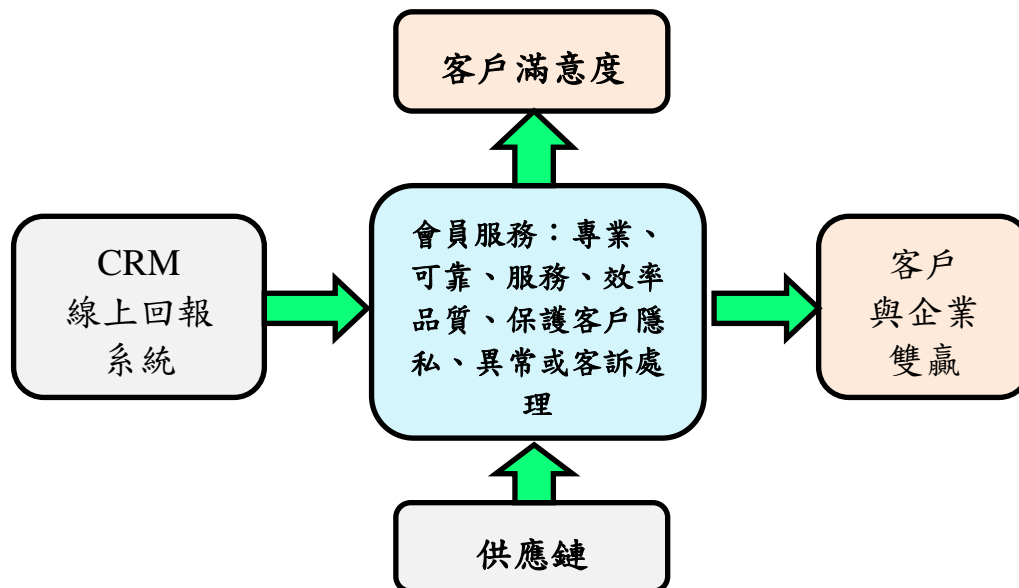 客戶滿意度
CRM
線上回報
系統
會員服務：專業、
可靠、服務、效率
品質、保護客戶隱
私、異常或客訴處
理
客戶
與企業
雙贏
供應鏈